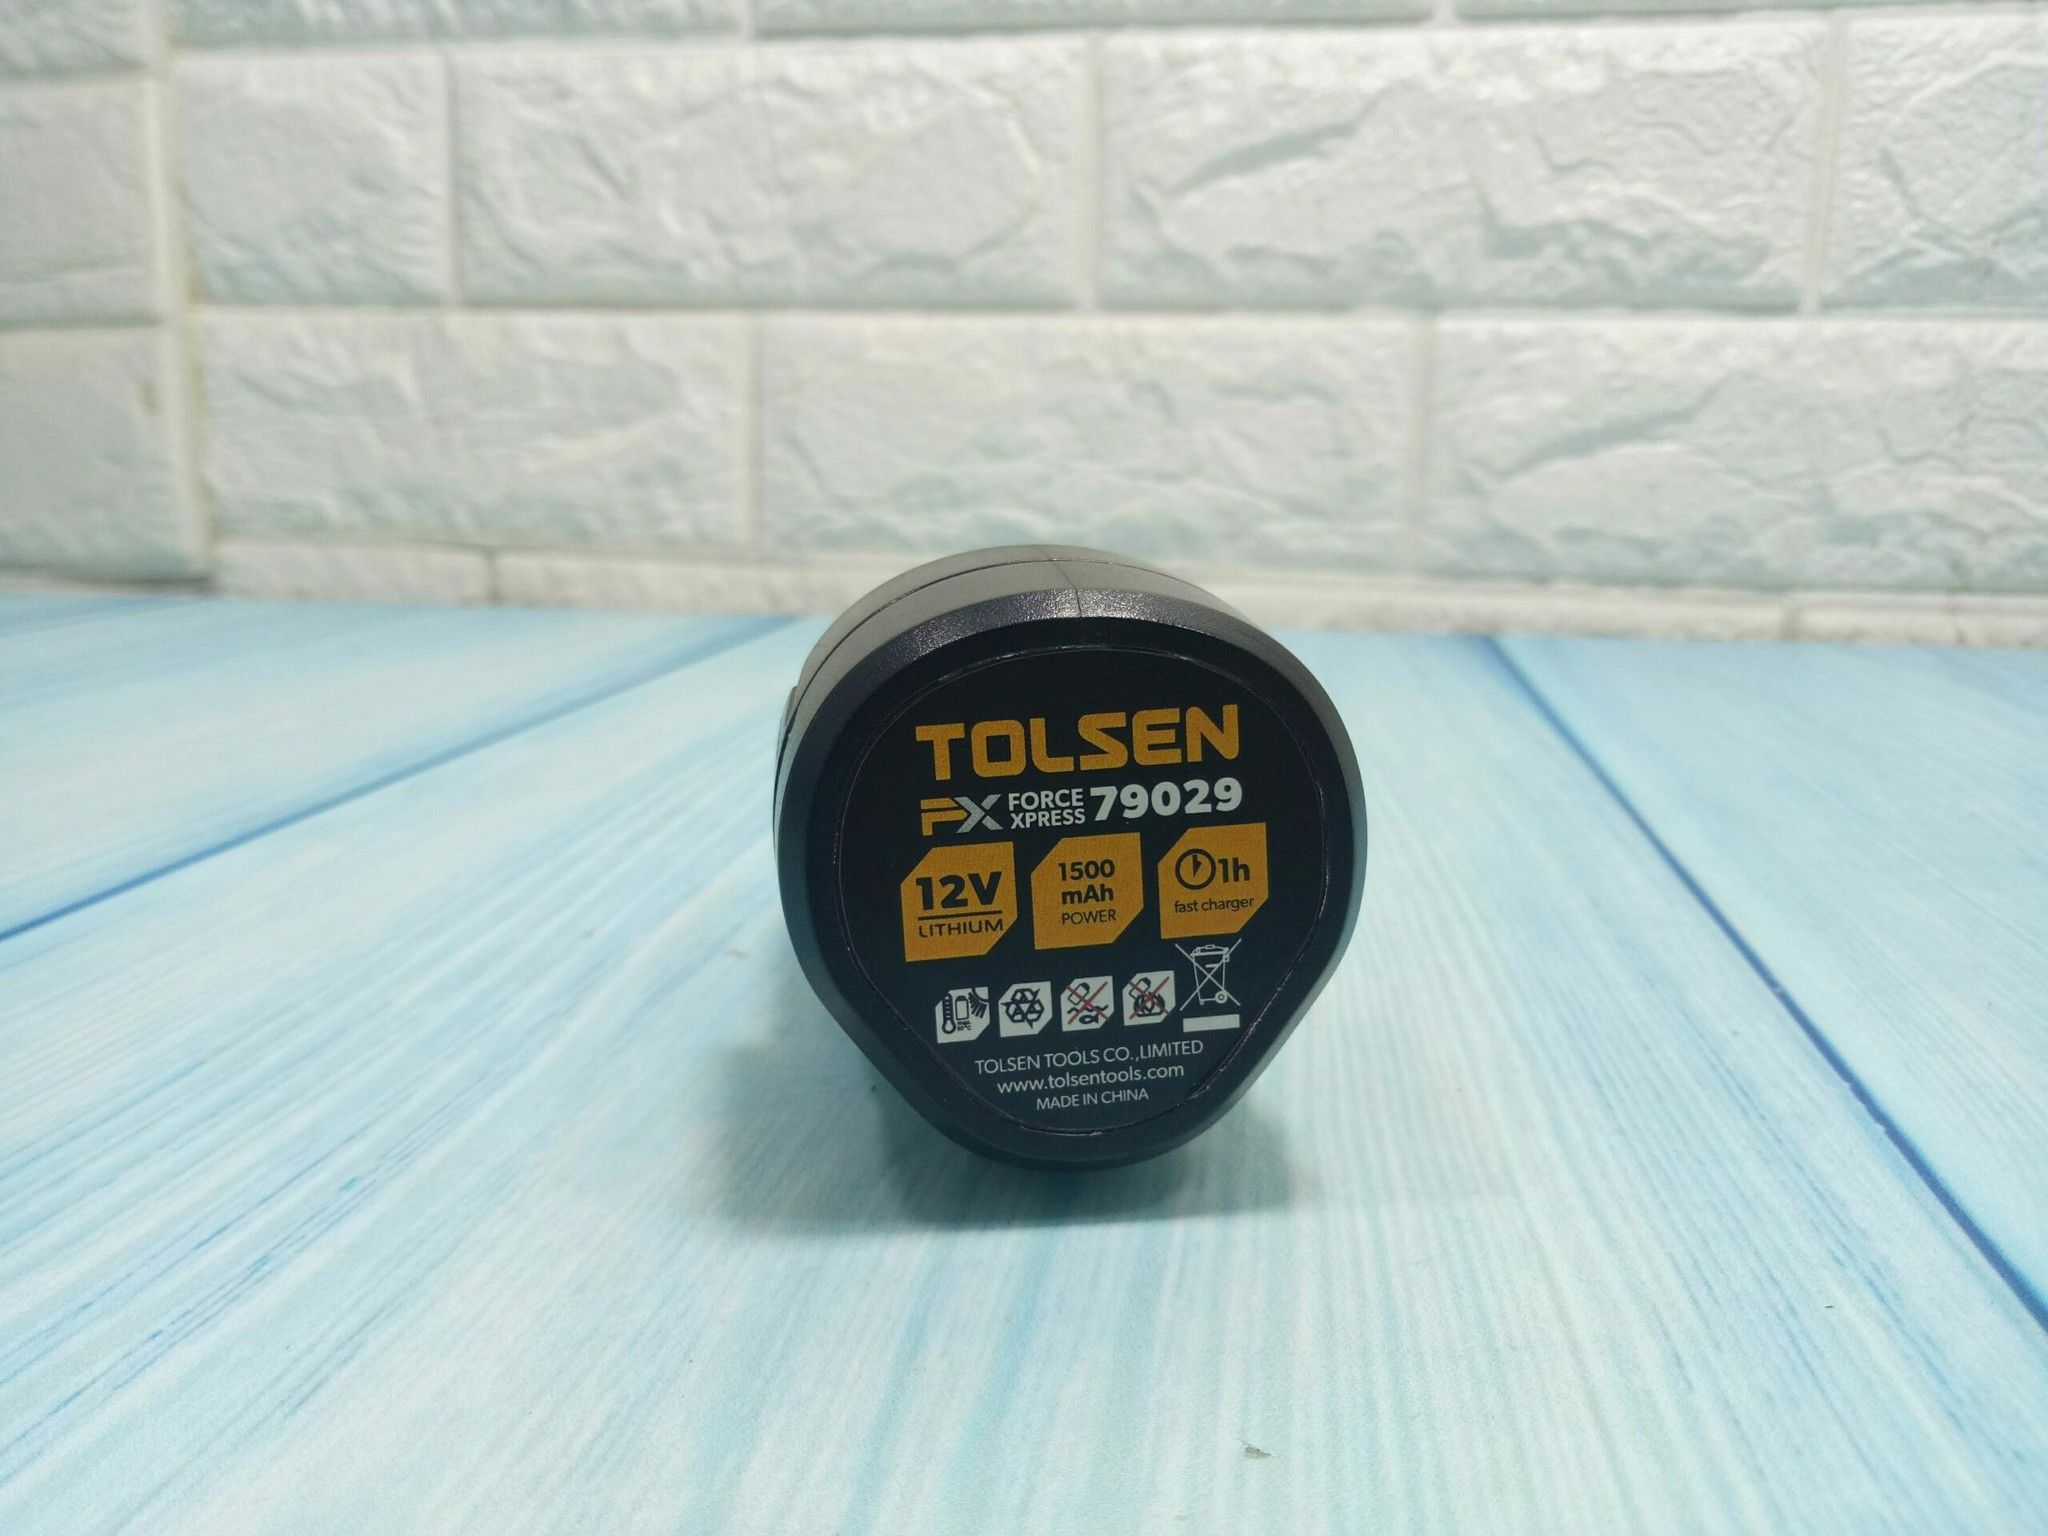 TOLSEN
FX FORCE XPRESS 79029
12V
LITHIUM
1500
mAh
POWER
1h
fast charger
TOLSEN TOOLS CO.,LIMITED
www.tolsentools.com
MADE IN CHINA